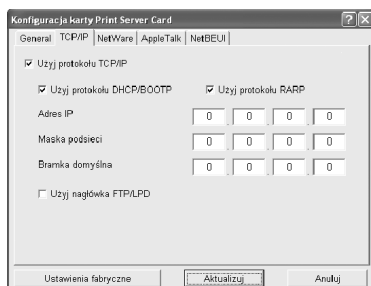 Konfiguracja karty Print Server Card
General TCP/IP NetWare AppleTalk NetBEUI
Użyj protokołu TCP/IP
Użyj protokołu DHCP/BOOTP Użyj protokołu RARP
Adres IP 0 . 0 . 0 . 0
Maska podsieci 0 . 0 . 0 . 0
Bramka domyślna 0 . 0 . 0 . 0
Użyj nagłówka FTP/LPD
Ustawienia fabryczne Aktualizuj Anuluj